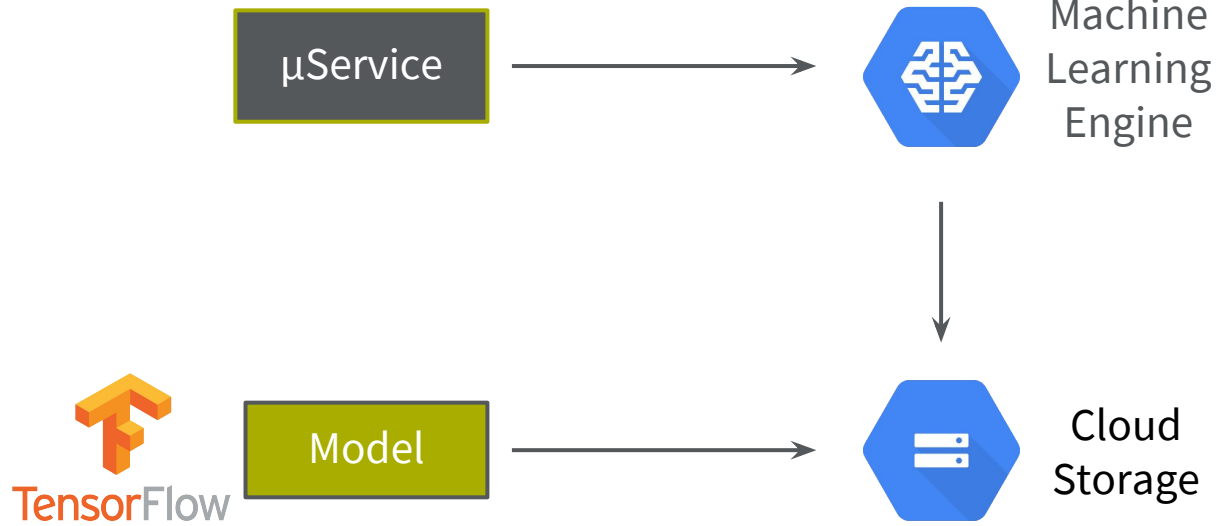 µService
Machine
Learning
Engine
Model
TensorFlow
Cloud
Storage